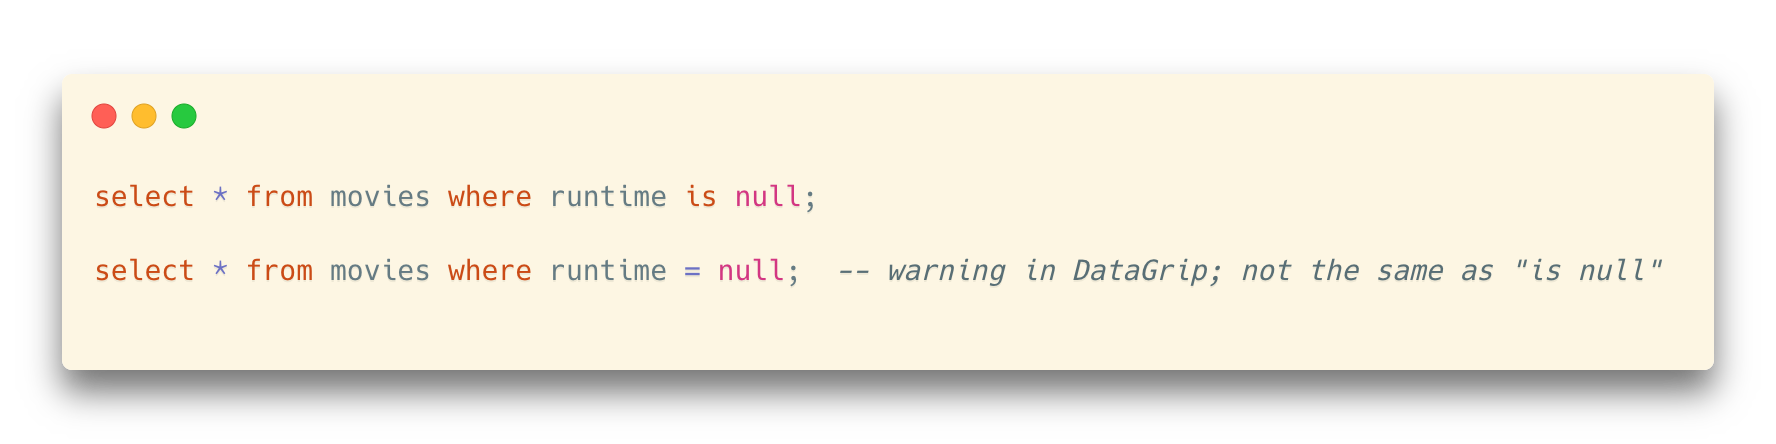 select * from movies where runtime is null;
select * from movies where runtime = null;  -- warning in DataGrip; not the same as "is null"